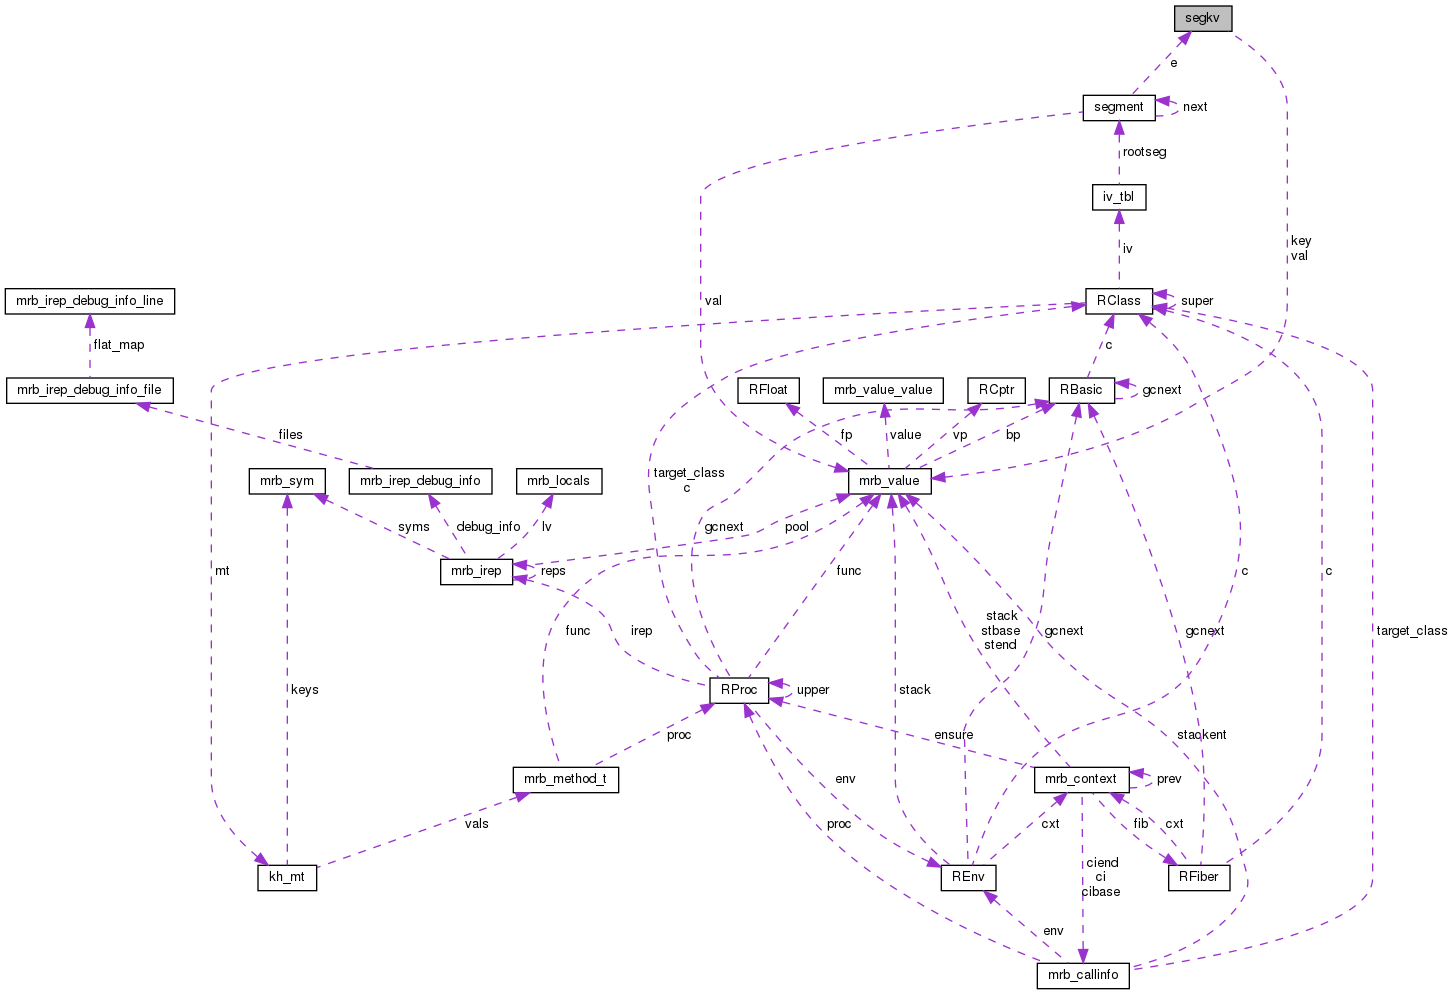 segkv
e
segment
next
rootseg
iv_tbl
key
val
iv
mrb_irep_debug_info_line
RClass
super
val
flat_map
c
mrb_irep_debug_info_file
RFloat
mrb_value_value
RCptr
RBasic
gcnext
files
fp
value
vp
bp
target_class
c
mrb_sym
mrb_irep_debug_info
mrb_locals
mrb_value
syms
debug_info
lv
gcnext
pool
mt
mrb_irep
reps
func
c
c
func
irep
stack
stbase
stend
gcnext
gcnext
target_class
keys
RProc
upper
stack
proc
ensure
stackent
mrb_method_t
env
mrb_context
prev
vals
proc
cxt
fib
cxt
kh_mt
REnv
ciend
ci
cibase
RFiber
env
mrb_callinfo